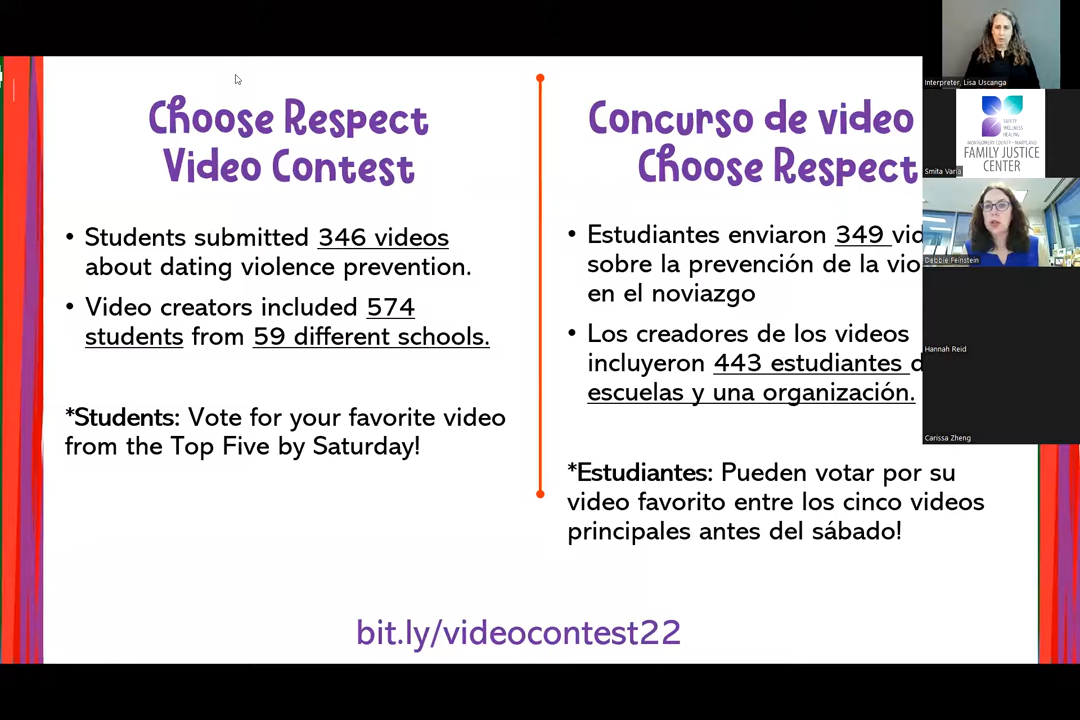 Choose Respect
Video Contest
• Students submitted 346 videos
about dating violence prevention.
• Video creators included 574
students from 59 different schools.
*Students: Vote for your favorite video
from the Top Five by Saturday!
Concurso de video
Choose Respect
• Estudiantes enviaron 349
sobre la prevención de la
en el noviazgo
• Los creadores de los videos
incluyeron 443 estudiantes
escuelas y una organización.
*Estudiantes: Pueden votar por su
video favorito entre los cinco videos
principales antes del sábado!
bit.ly/videocontest22
Interpreter, Lisa Uscanga
SAFETY
WELLNESS
HEALING
MONTGOMERY COUNTY • MARYLAND
FAMILY JUSTICE
CENTER
Smita Varia
Debbie Feinstein
Hannah Reid
Carissa Zheng